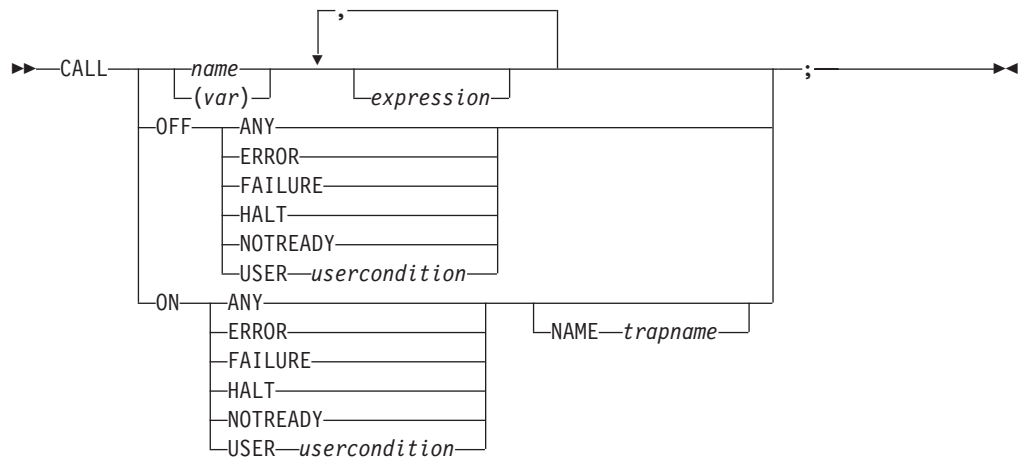 ,
CALL name ;
(var) expression
OFF ANY
ERROR
FAILURE
HALT
NOTREADY
USER usercondition
ON ANY
ERROR NAME trapname
FAILURE
HALT
NOTREADY
USER usercondition